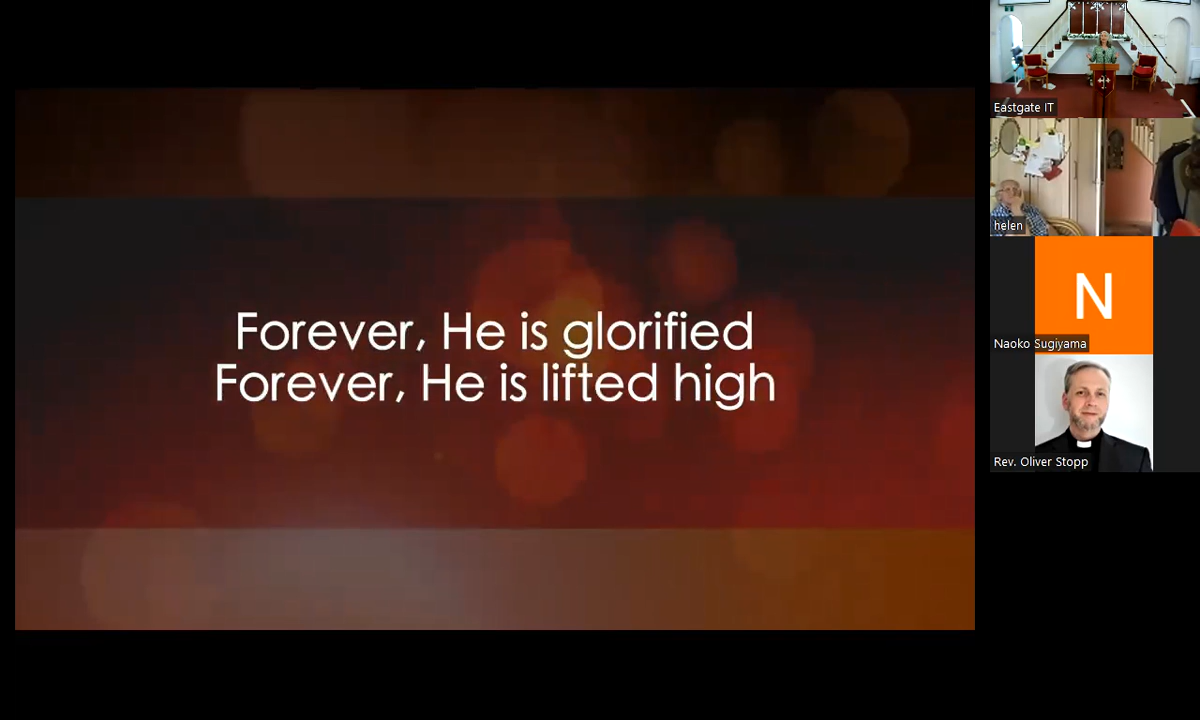 Forever, He is glorified
Forever, He is lifted high
Eastgate IT
helen
N
Naoko Sugiyama
Rev. Oliver Stopp